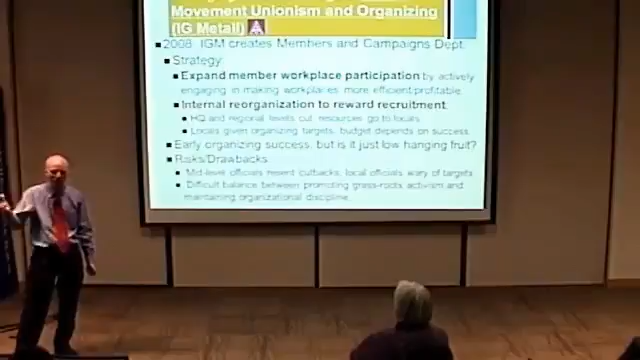 Movement Unionism and Organizing
(IG Metall)
2008 IGM creates Members and Campaigns Dept.
Strategy:
Expand member workplace participation by actively
engaging in making workplaces more efficient/profitable.
Internal reorganization to reward recruitment.
HQ and regional levels cut, resources go to locals.
Locals given organizing targets, budget depends on success.
Early organizing success, but is it just low hanging fruit?
Risks/Drawbacks
Mid-level officials resent cutbacks, local officials wary of targets
Difficult balance between promoting grass-roots activism and
maintaining organizational discipline.